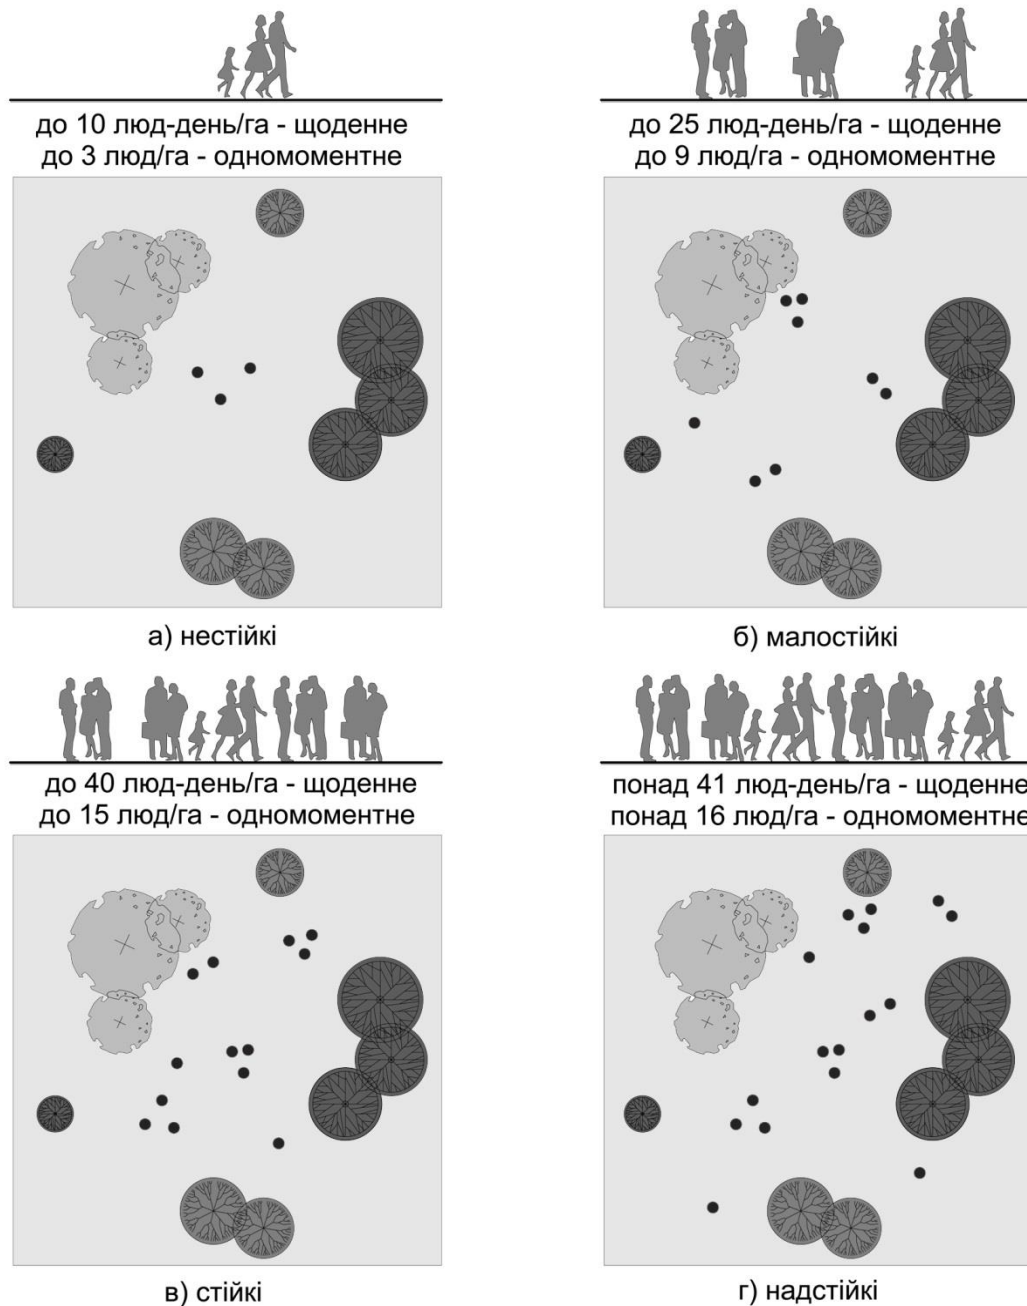 до 10 люд-день/га - щоденне
до 3 люд/га - одномоментне
до 25 люд-день/га - щоденне
до 9 люд/га - одномоментне
а) нестійкі
б) малостійкі
до 40 люд-день/га - щоденне
до 15 люд/га - одномоментне
понад 41 люд-день/га - щоденне
понад 16 люд/га - одномоментне
в) стійкі
г) надстійкі